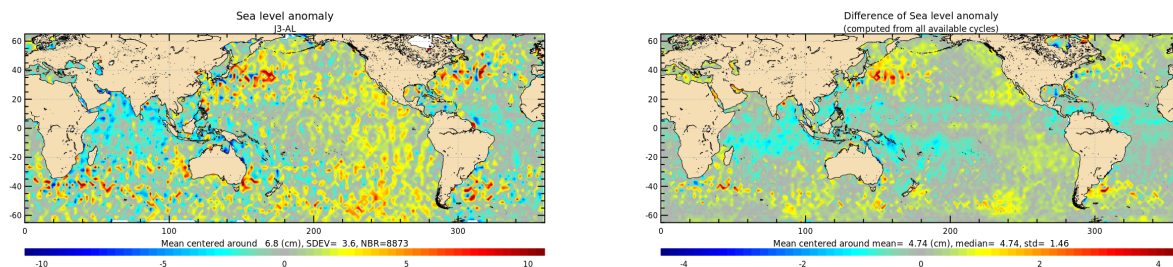 Sea level anomaly
J3-AL
60
40
20
0
-20
-40
-60
0 100 200 300
Mean centered around 6.8 (cm), SDEV= 3.6, NBR=8873
-10 -5 0 5 10
Difference of Sea level anomaly
(computed from all available cycles)
60
40
20
0
-20
-40
-60
0 100 200 300
Mean centered around mean= 4.74 (cm), median= 4.74, std= 1.46
-4 -2 0 2 4